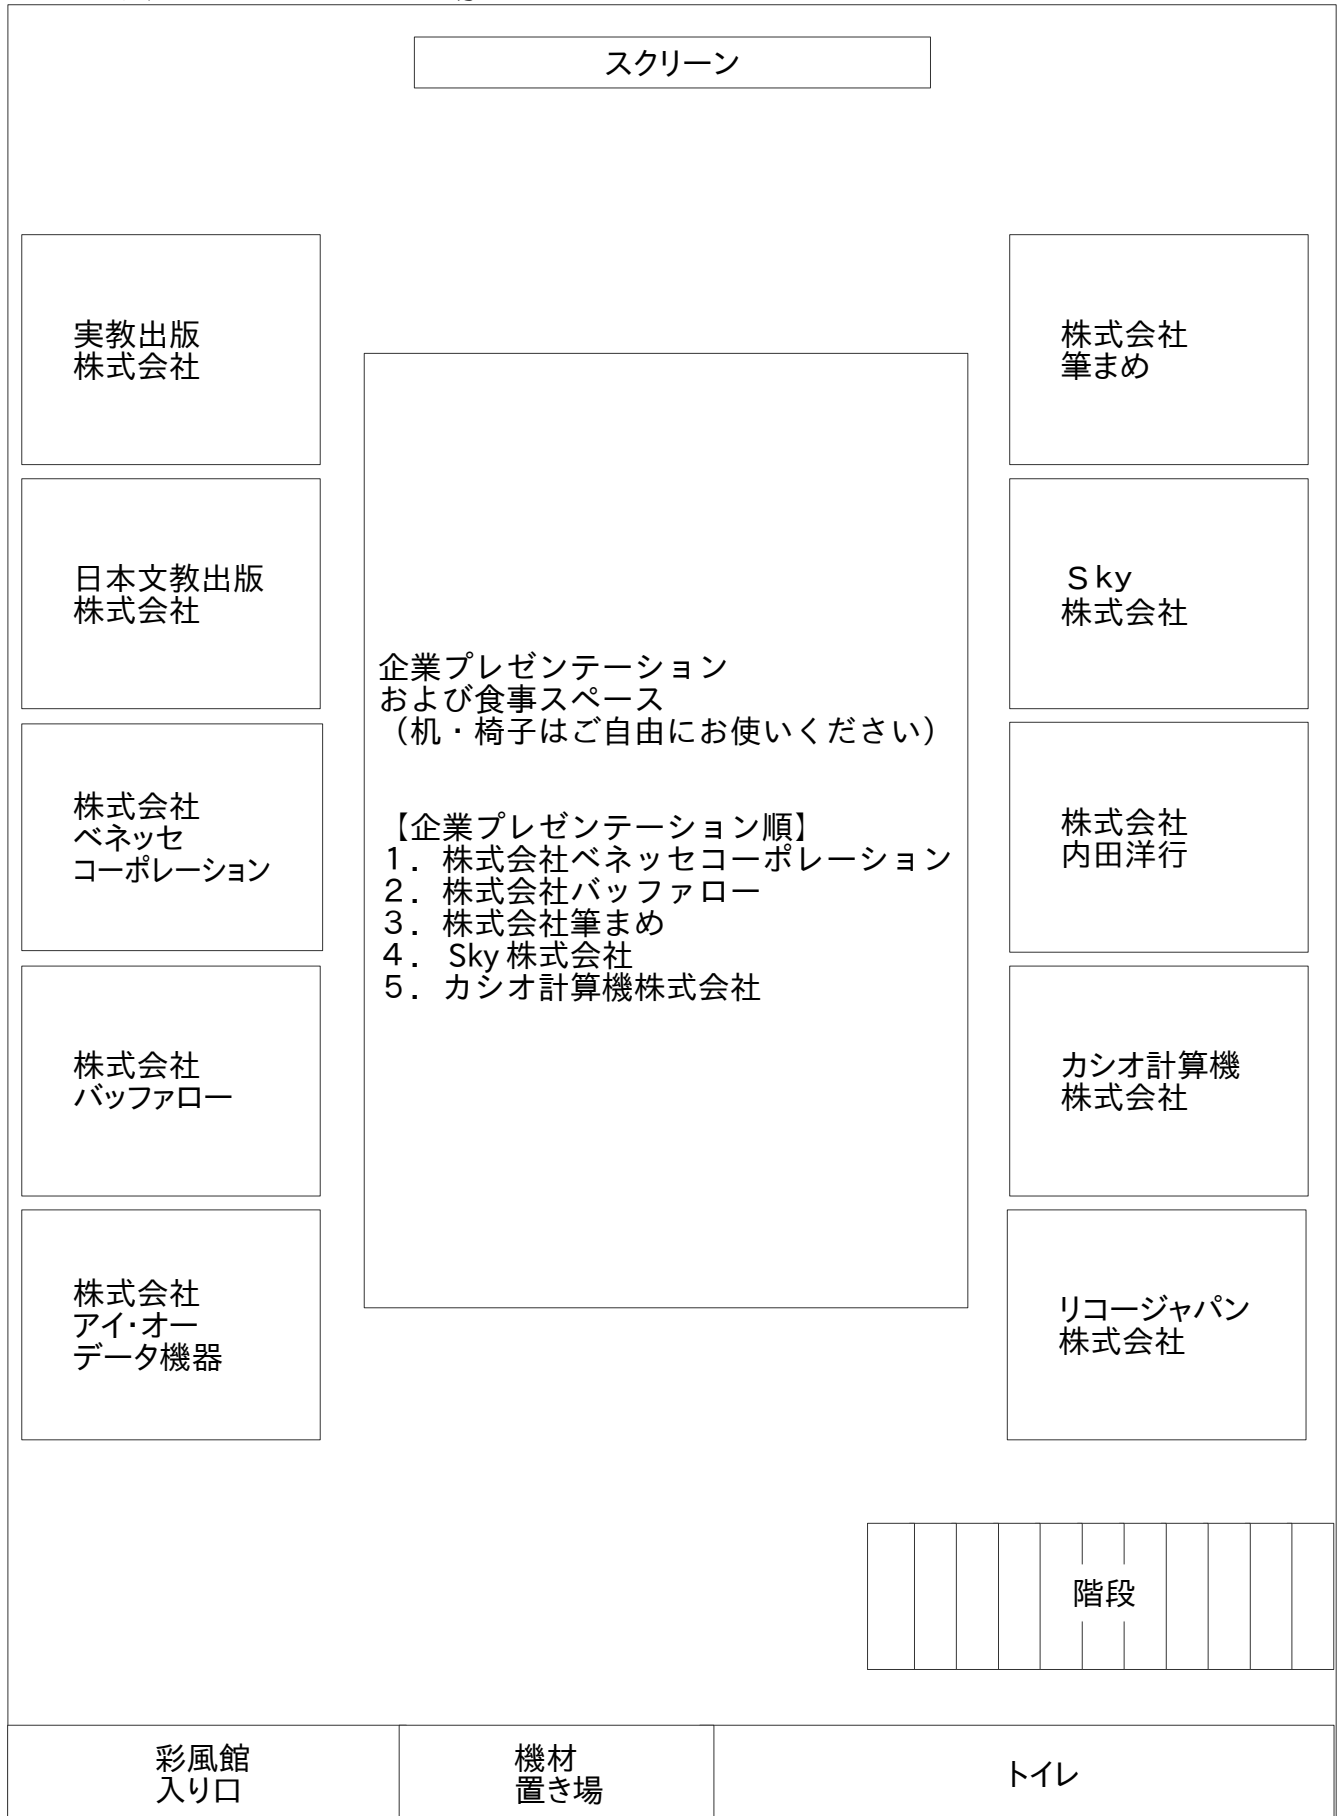 スクリーン
実教出版
株式会社
株式会社
筆まめ
日本文教出版
株式会社
Ｓky
株式会社
企業プレゼンテーション
および食事スペース
（机・椅子はご自由にお使いください）
【企業プレゼンテーション順】
１．株式会社ベネッセコーポレーション
２．株式会社バッファロー
３．株式会社筆まめ
４．Sky 株式会社
５．カシオ計算機株式会社
株式会社
ベネッセ
コーポレーション
株式会社
内田洋行
株式会社
バッファロー
カシオ計算機
株式会社
株式会社
アイ・オー
データ機器
リコージャパン
株式会社
階段
彩風館
入り口
機材
置き場
トイレ